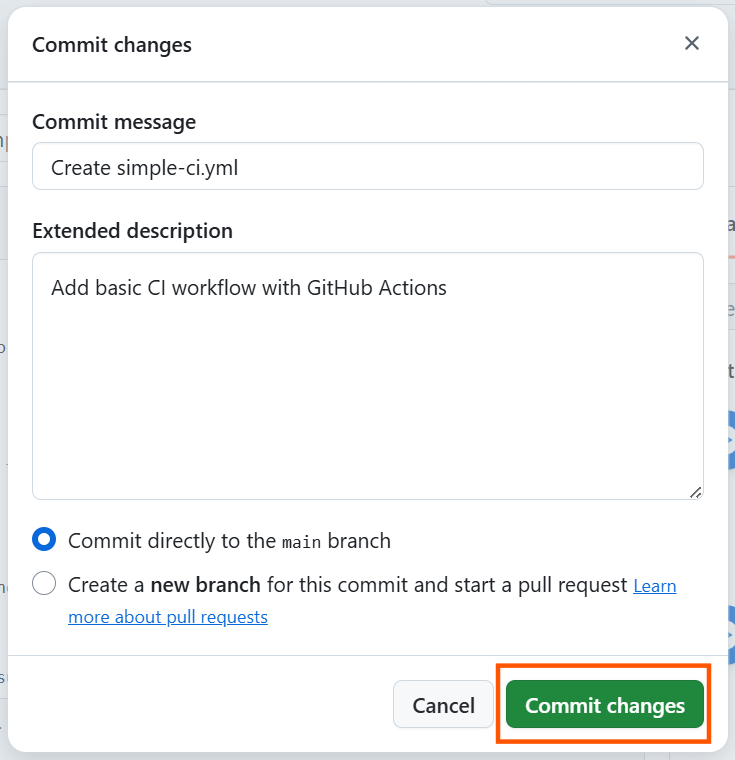 Commit changes
Commit message
Create simple-ci.yml
Extended description
Add basic CI workflow with GitHub Actions
Commit directly to the main branch
Create a new branch for this commit and start a pull request Learn
more about pull requests
Cancel
Commit changes